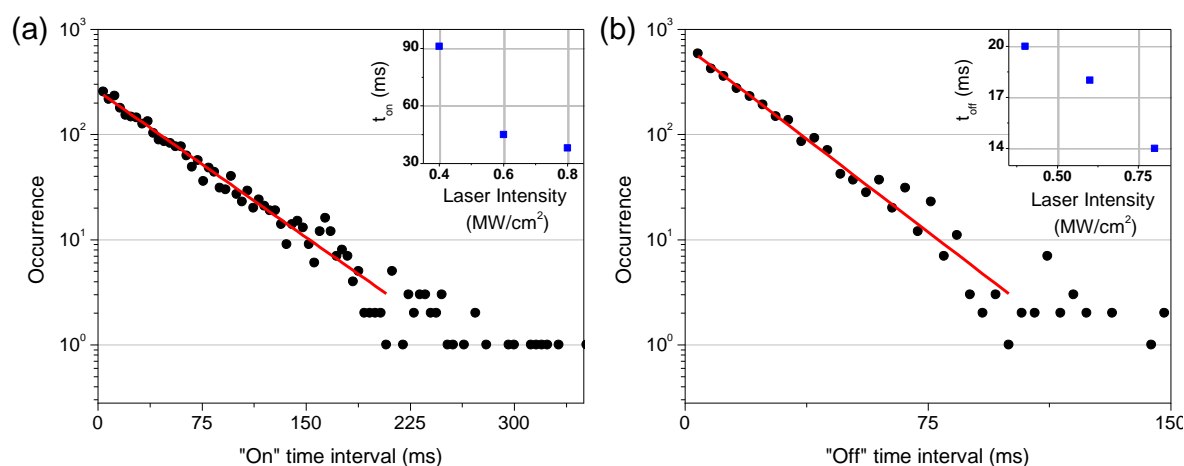 (a)
10³
10²
10¹
10⁰
Occurrence
0 75 150 225 300
"On" time interval (ms)
90
60
30
t_on (ms)
0.4 0.6 0.8
Laser Intensity
(MW/cm²)
(b)
10³
10²
10¹
10⁰
Occurrence
0 75 150
"Off" time interval (ms)
20
17
14
t_off (ms)
0.50 0.75
Laser Intensity
(MW/cm²)